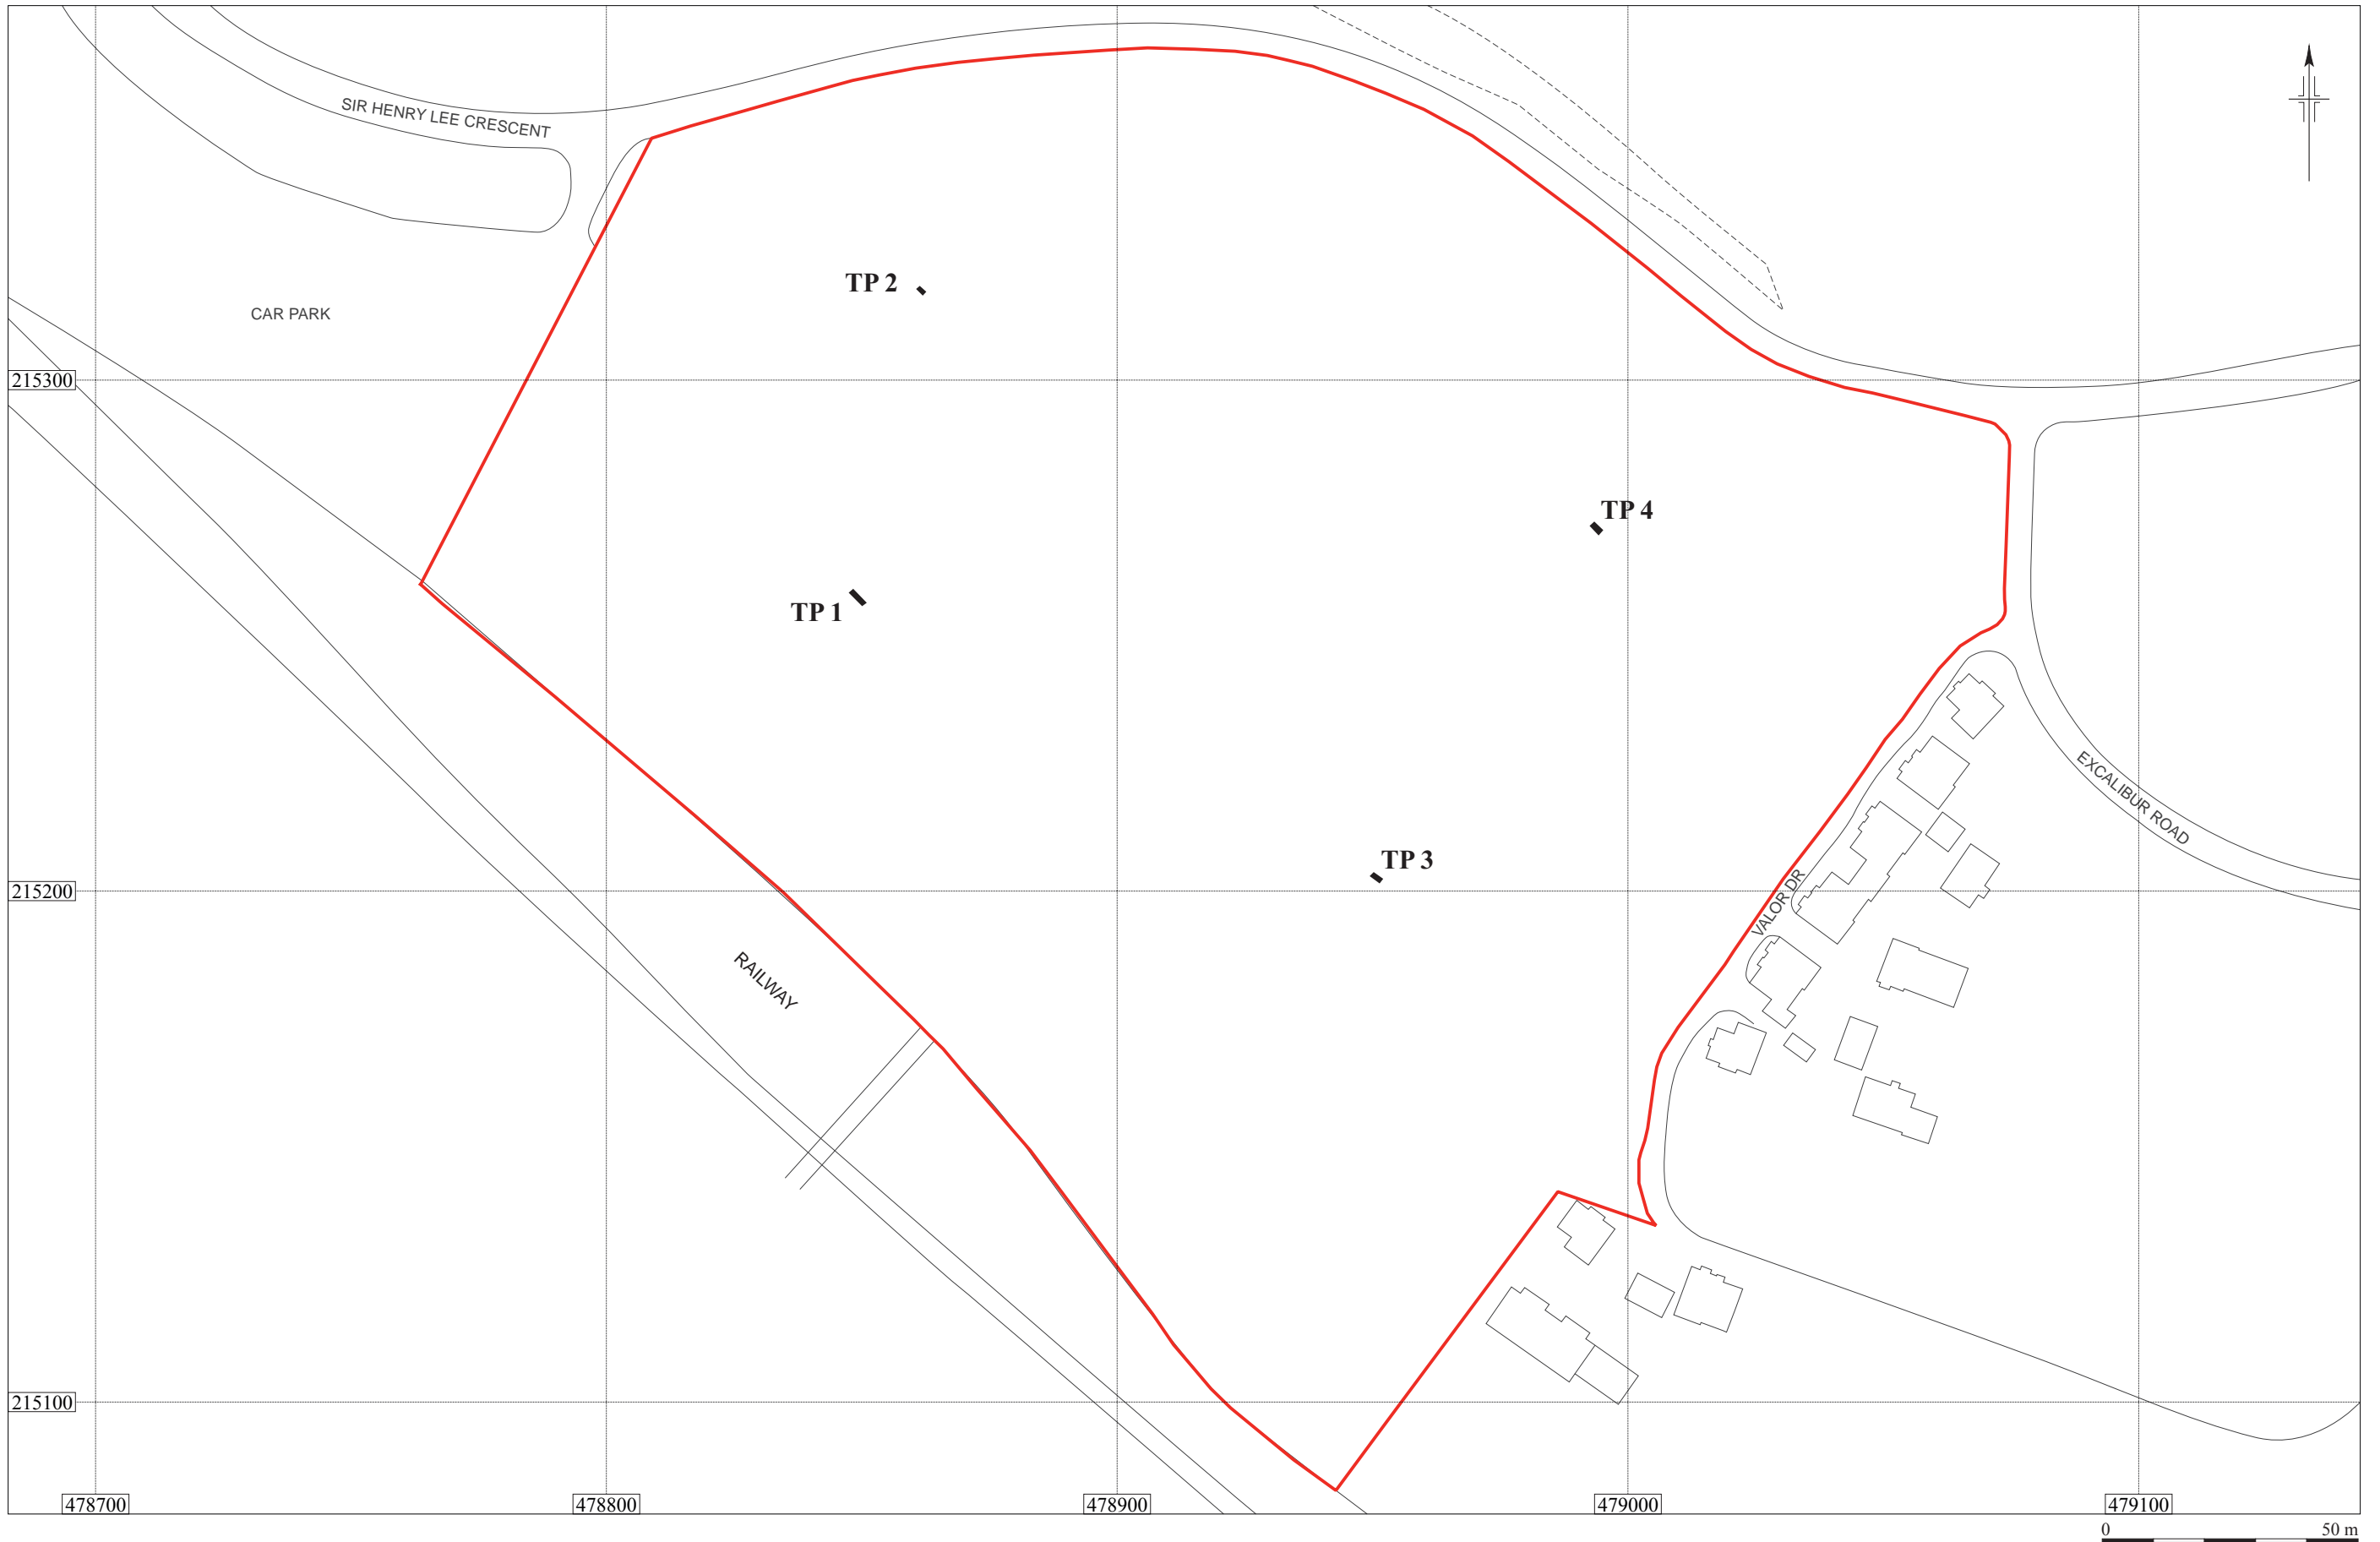 SIR HENRY LEE CRESCENT
TP 2
CAR PARK
215300
TP 4
TP 1
EXCALIBUR ROAD
TP 3
215200
VALOR DR
RAILWAY
215100
478700
478800
478900
479000
479100
0
50 m